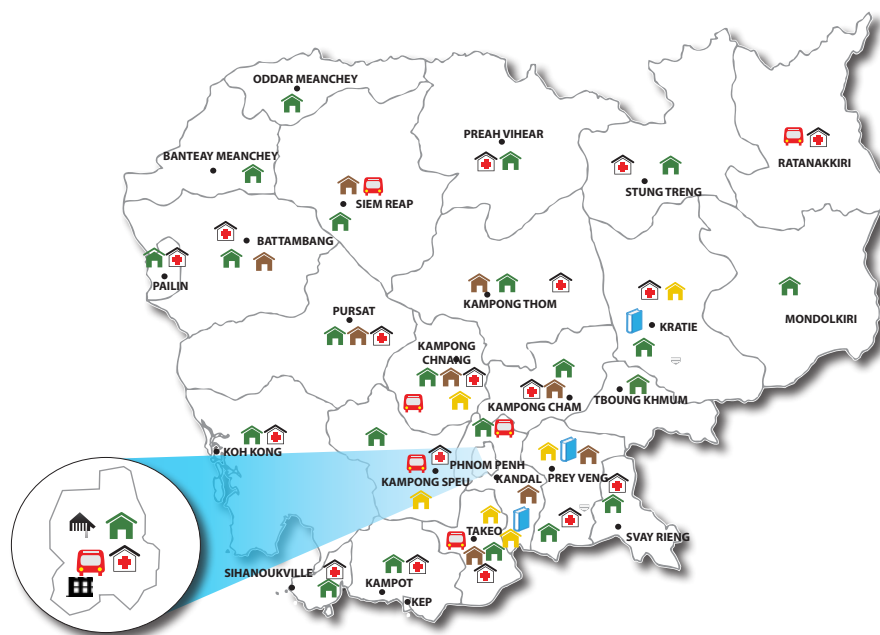 ODDAR MEANCHEY
PREAH VIHEAR
BANTEAY MEANCHEY
RATANAKKIRI
STUNG TRENG
SIEM REAP
BATTAMBANG
PAILIN
KAMPONG THOM
PURSAT
MONDOLKIRI
KRATIE
KAMPONG
CHNANG
TBOUNG KHMUM
KAMPONG CHAM
KOH KONG
PHNOM PENH
KAMPONG SPEU
KANDAL
PREY VENG
TAKEO
SVAY RIENG
SIHANOUKVILLE
KAMPOT
KEP